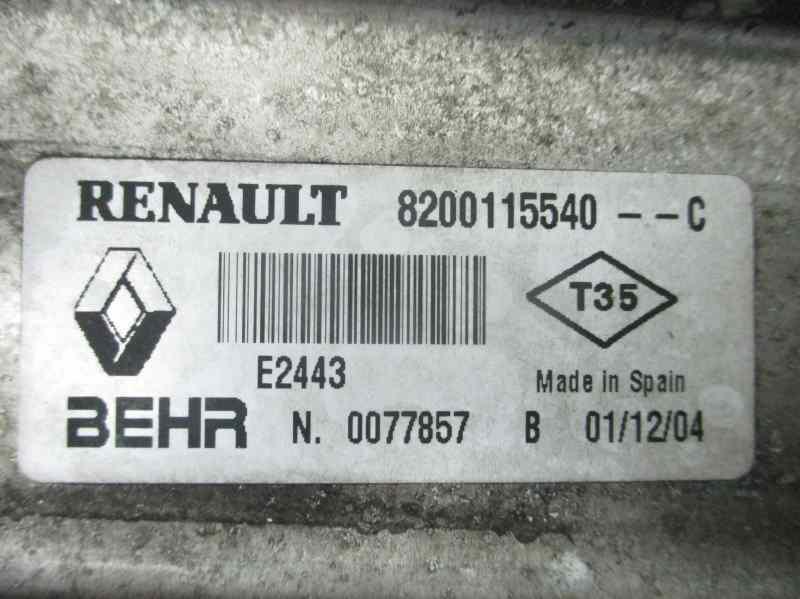 RENAULT 8200115540 --C
T35
E2443
Made in Spain
BEHR N. 0077857 B 01/12/04